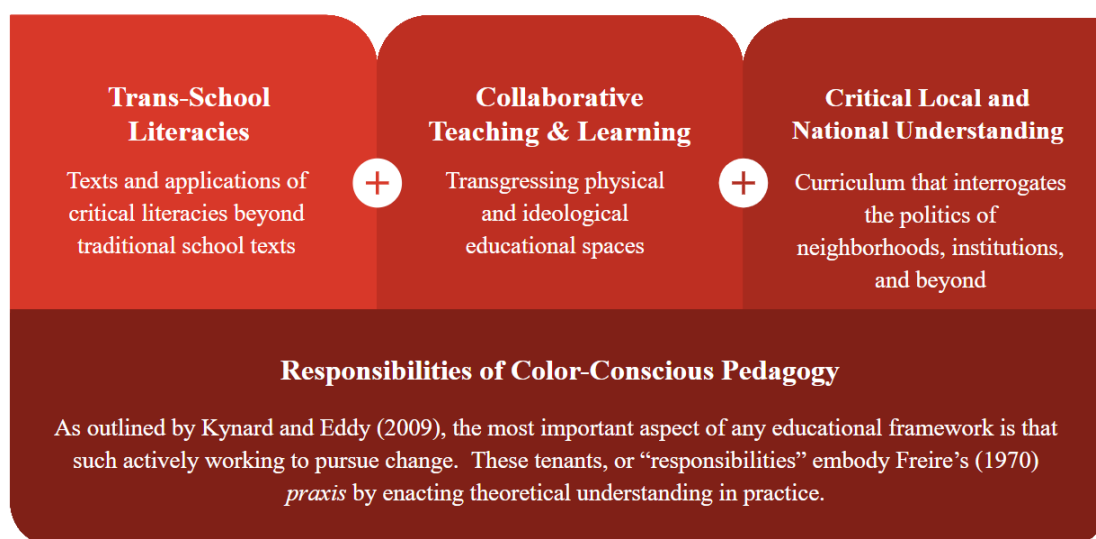 Trans-School
Literacies
Texts and applications of
critical literacies beyond
traditional school texts
+
Collaborative
Teaching & Learning
Transgressing physical
and ideological
educational spaces
+
Critical Local and
National Understanding
Curriculum that interrogates
the politics of
neighborhoods, institutions,
and beyond
Responsibilities of Color-Conscious Pedagogy
As outlined by Kynard and Eddy (2009), the most important aspect of any educational framework is that
such actively working to pursue change.  These tenants, or “responsibilities” embody Freire’s (1970)
praxis by enacting theoretical understanding in practice.